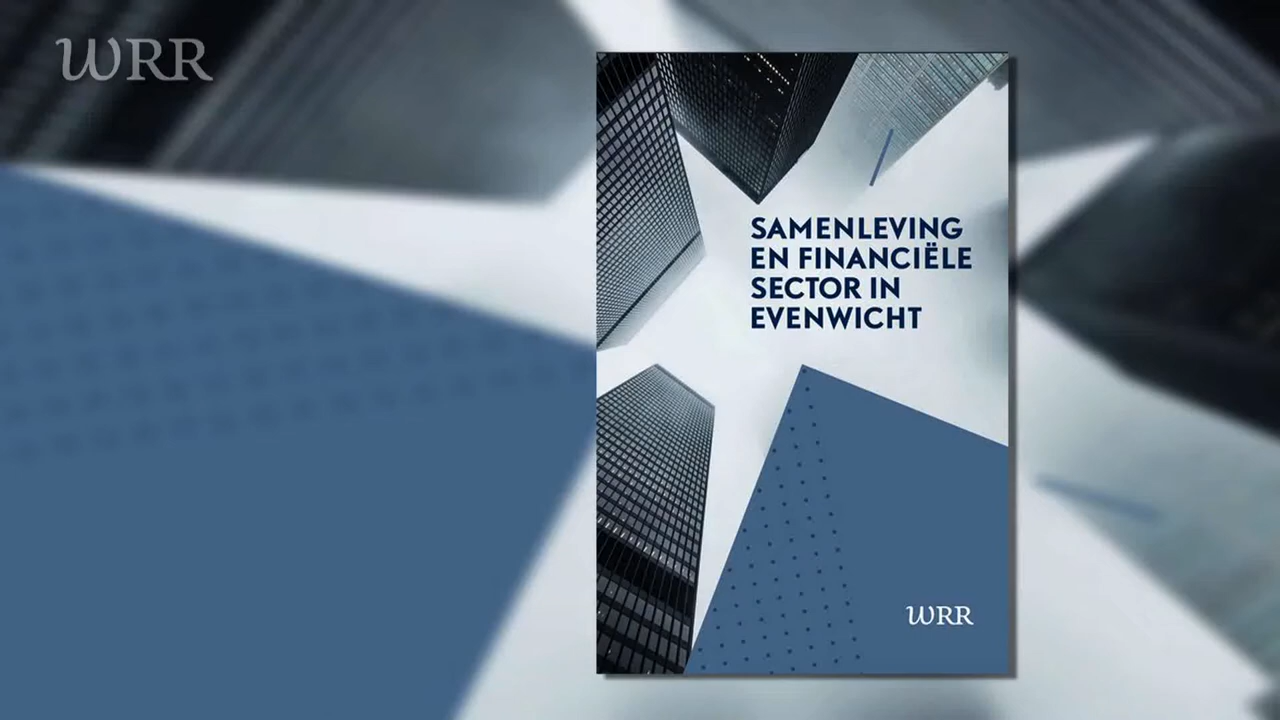 WRR
SAMENLEVING
EN FINANCIËLE
SECTOR IN
EVENWICHT
WRR